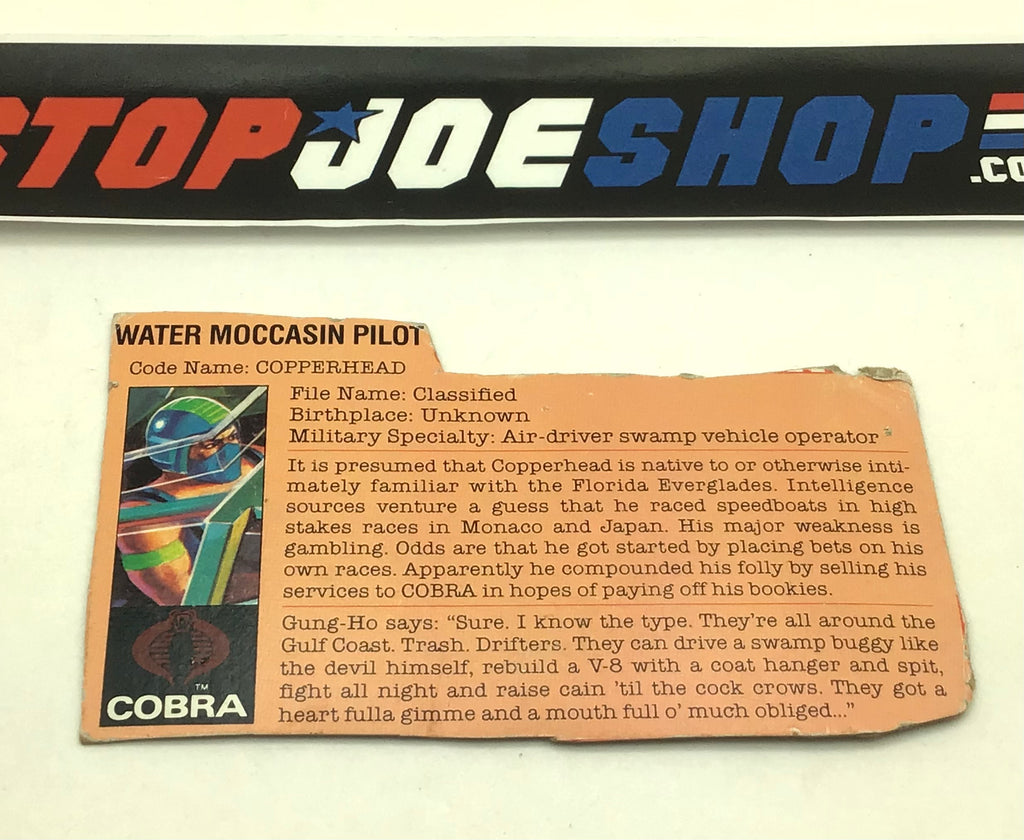 STOP JOE SHOP
.CO
WATER MOCCASIN PILOT
Code Name: COPPERHEAD
File Name: Classified
Birthplace: Unknown
Military Specialty: Air-driver swamp vehicle operator
It is presumed that Copperhead is native to or otherwise inti-
mately familiar with the Florida Everglades. Intelligence
sources venture a guess that he raced speedboats in high
stakes races in Monaco and Japan. His major weakness is
gambling. Odds are that he got started by placing bets on his
own races. Apparently he compounded his folly by selling his
services to COBRA in hopes of paying off his bookies.
Gung-Ho says: “Sure. I know the type. They're all around the
Gulf Coast. Trash. Drifters. They can drive a swamp buggy like
the devil himself, rebuild a V-8 with a coat hanger and spit,
fight all night and raise cain 'til the cock crows. They got a
heart fulla gimme and a mouth full o' much obliged...”
TM
COBRA